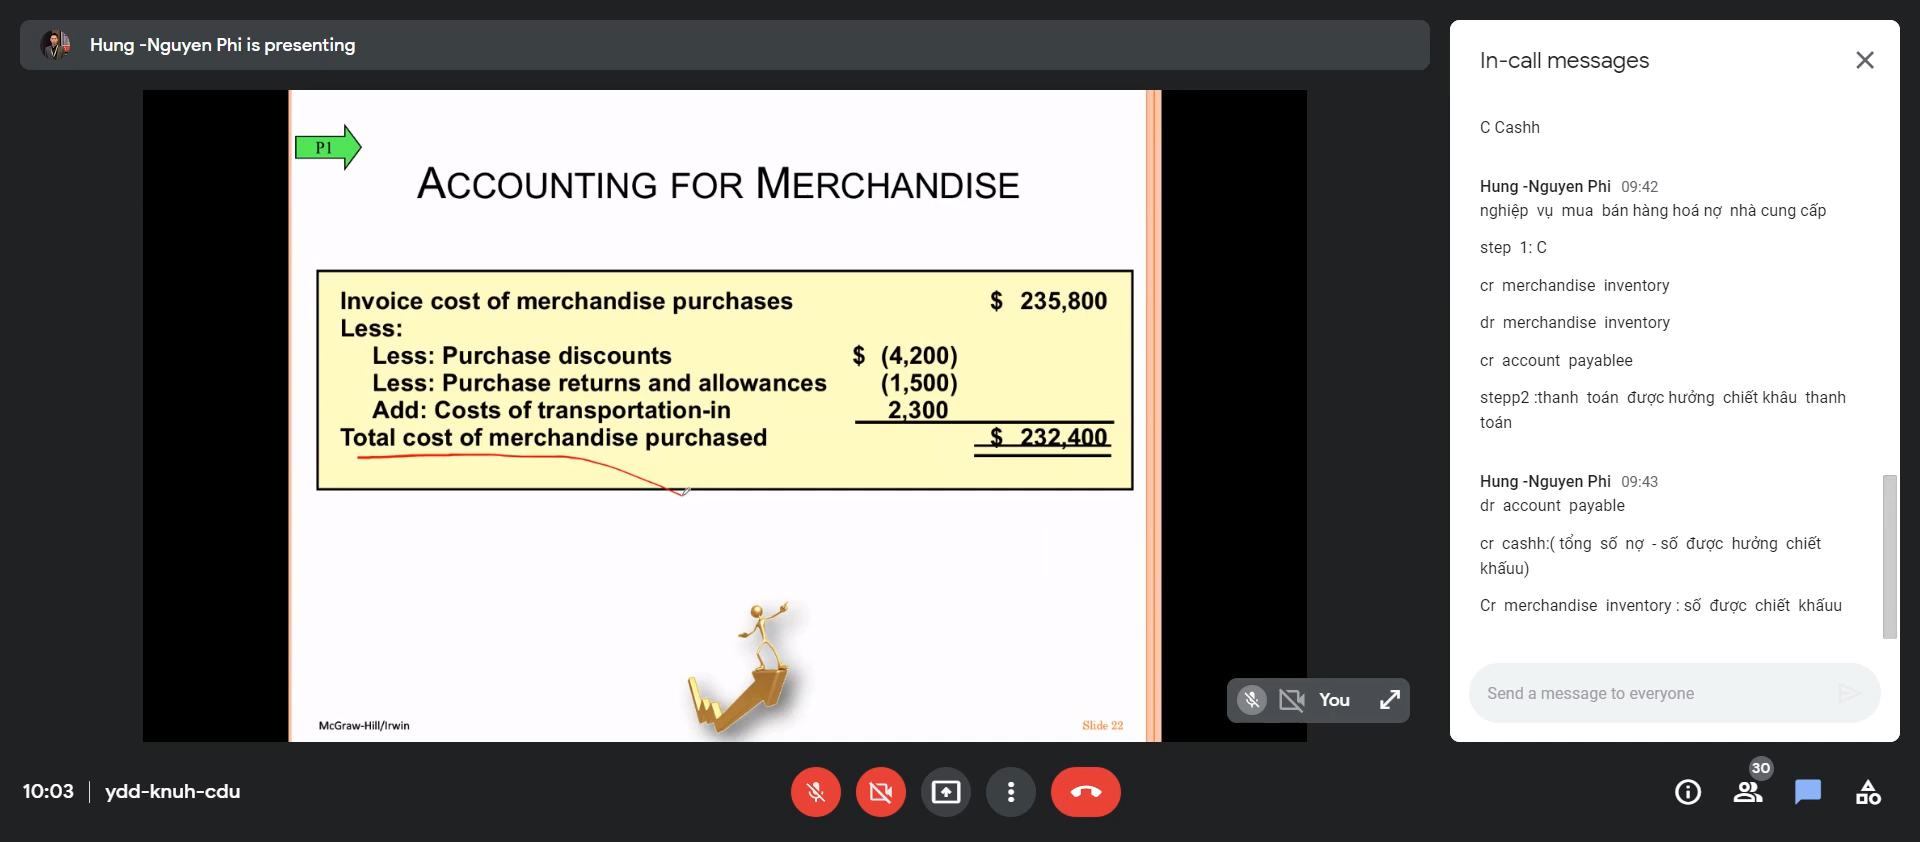 Hung -Nguyen Phi is presenting
P1
ACCOUNTING FOR MERCHANDISE
Invoice cost of merchandise purchases $ 235,800
Less:
Less: Purchase discounts $ (4,200)
Less: Purchase returns and allowances (1,500)
Add: Costs of transportation-in 2,300
Total cost of merchandise purchased $ 232,400
McGraw-Hill/Irwin
Slide 22
You
In-call messages
C Cashh
Hung -Nguyen Phi 09:42
nghiệp vụ mua bán hàng hoá nợ nhà cung cấp
step 1: C
cr merchandise inventory
dr merchandise inventory
cr account payablee
stepp2 :thanh toán được hưởng chiết khâu thanh
toán
Hung -Nguyen Phi 09:43
dr account payable
cr cashh:( tổng số nợ - số được hưởng chiết
khấuu)
Cr merchandise inventory : số được chiết khấuu
Send a message to everyone
10:03 | ydd-knuh-cdu
30